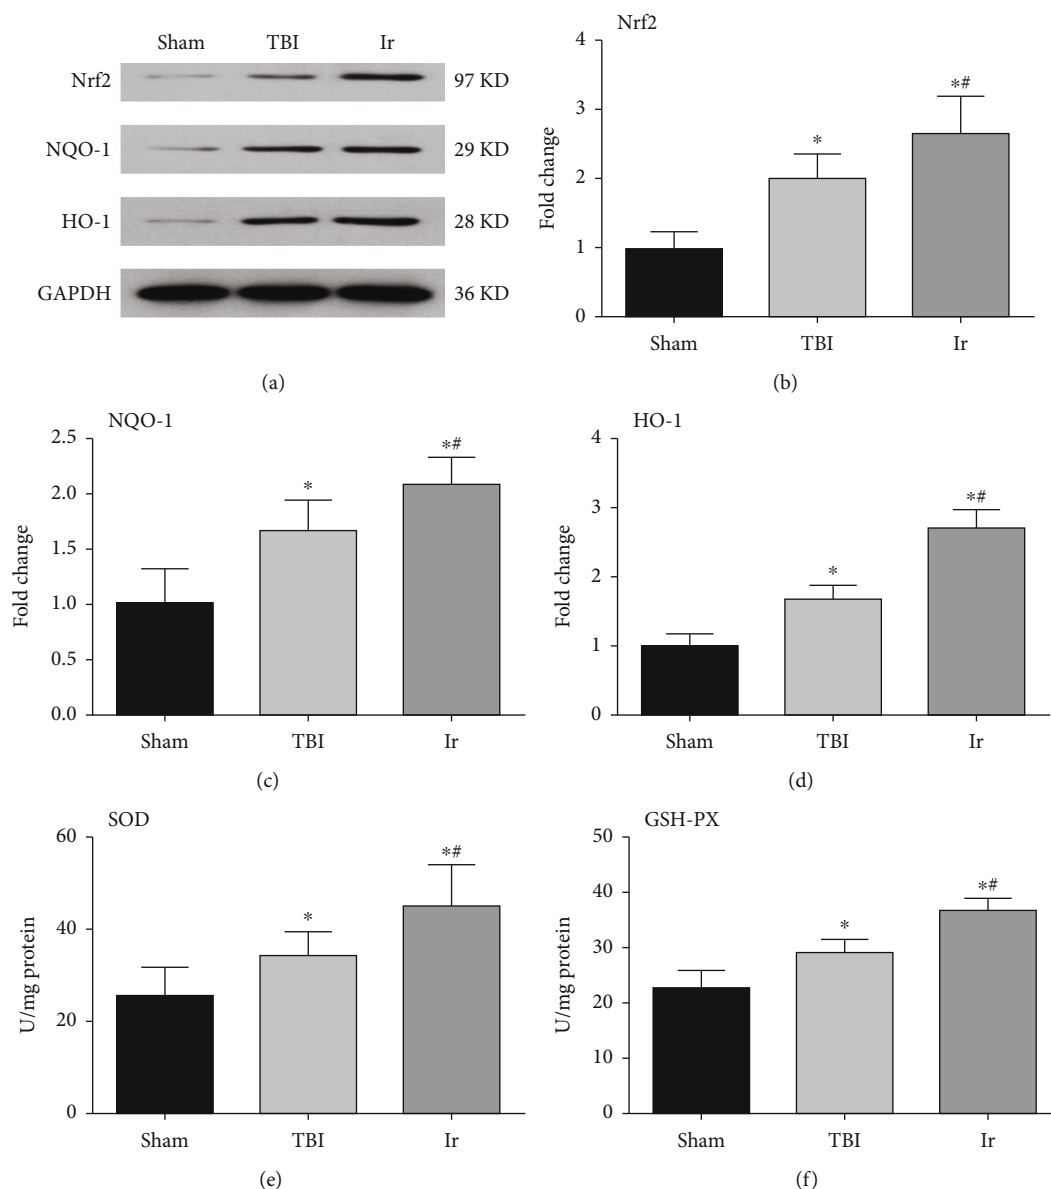 Sham TBI Ir
Nrf2 97 KD
NQO-1 29 KD
HO-1 28 KD
GAPDH 36 KD
(a)
Nrf2
Fold change
4
3
2
1
0
*
*#
Sham TBI Ir
(b)
NQO-1
Fold change
2.5
2.0
1.5
1.0
0.5
0.0
*
*#
Sham TBI Ir
(c)
HO-1
Fold change
4
3
2
1
0
*
*#
Sham TBI Ir
(d)
SOD
U/mg protein
60
40
20
0
*
*#
Sham TBI Ir
(e)
GSH-PX
U/mg protein
50
40
30
20
10
0
*
*#
Sham TBI Ir
(f)